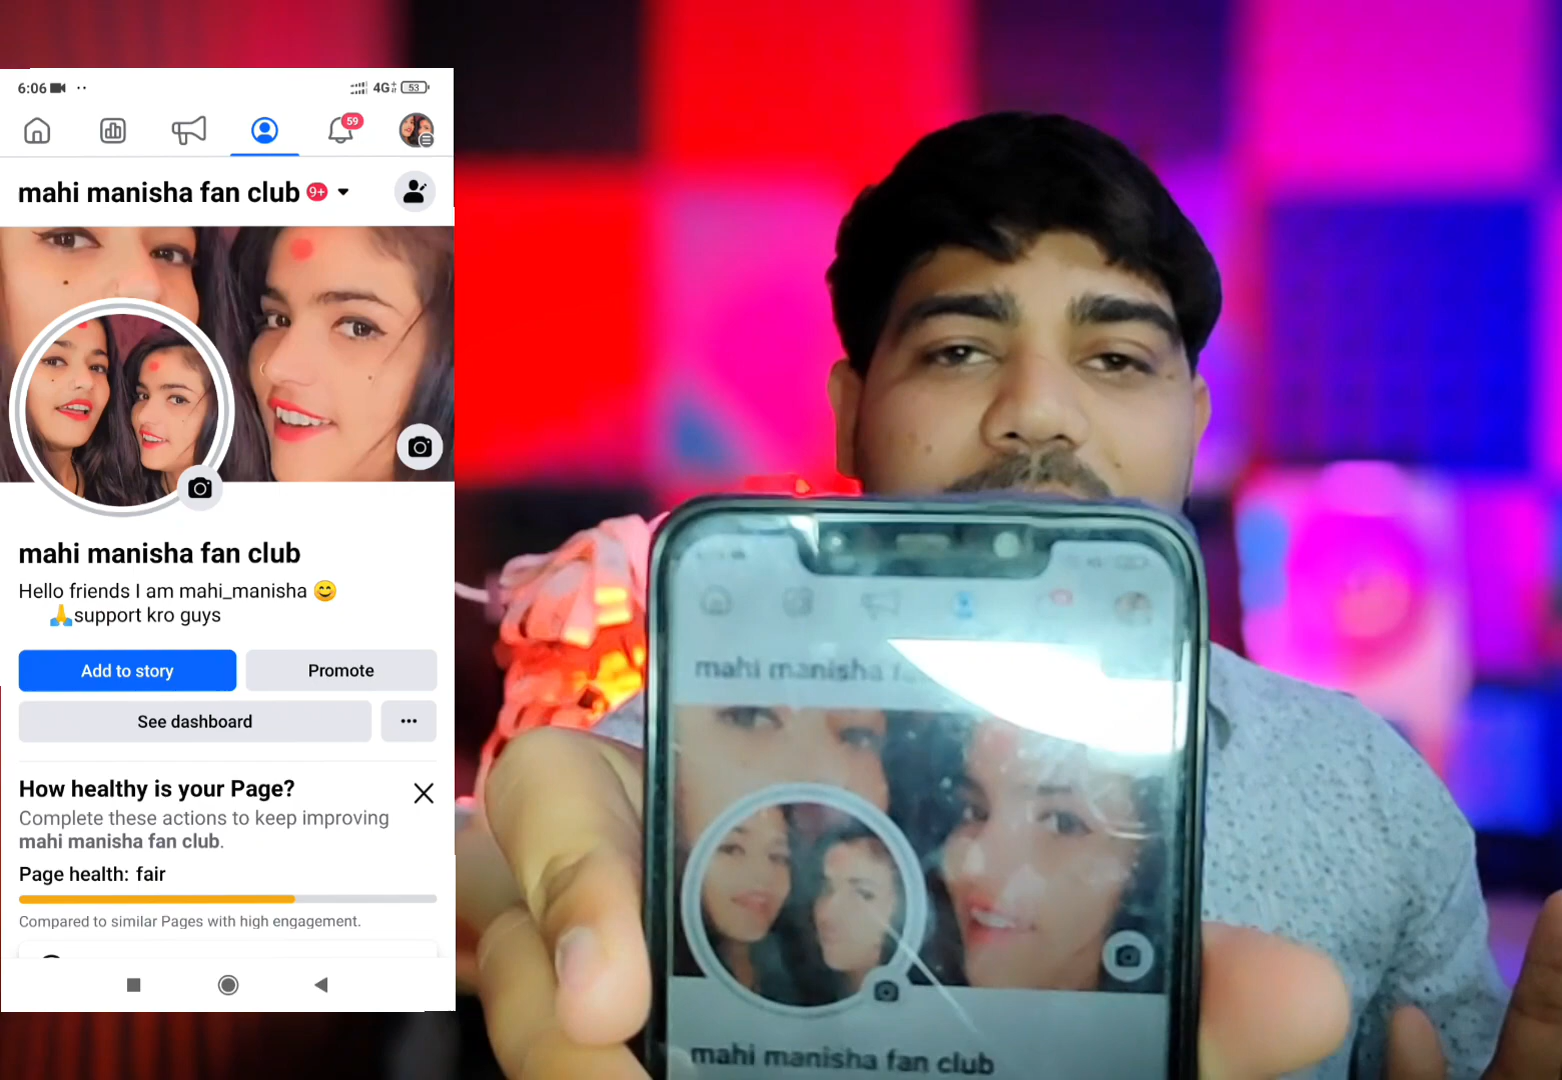 6:06
4G 53
59
mahi manisha fan club 9+
mahi manisha fan club
Hello friends I am mahi_manisha 😊
🙏support kro guys
Add to story
Promote
See dashboard
How healthy is your Page?
Complete these actions to keep improving
mahi manisha fan club.
Page health: fair
Compared to similar Pages with high engagement.
mahi manisha
mahi manisha fan club